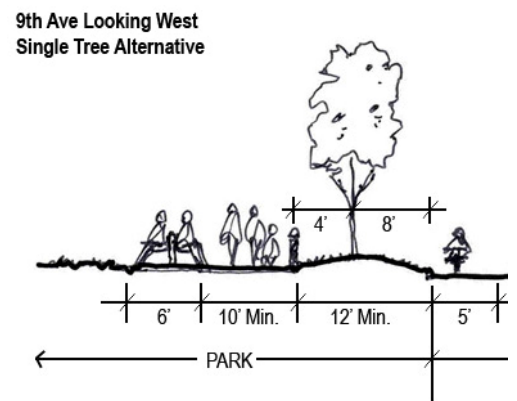 9th Ave Looking West
Single Tree Alternative
4' 8'
6' 10' Min. 12' Min. 5'
PARK